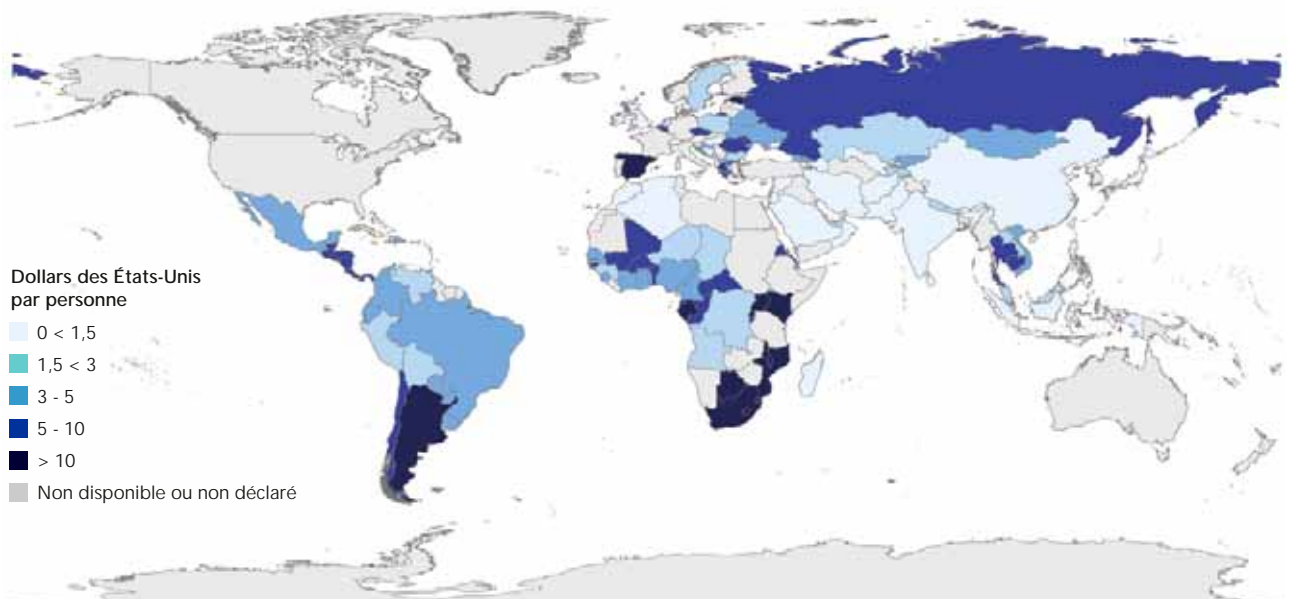 Dollars des États-Unis
par personne
0 < 1,5
1,5 < 3
3 - 5
5 - 10
> 10
Non disponible ou non déclaré